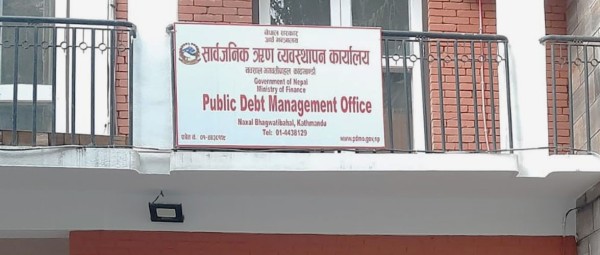 नेपाल सरकार
अर्थ मन्त्रालय
सार्वजनिक ऋण व्यवस्थापन कार्यालय
Government of Nepal
Ministry of Finance
Public Debt Management Office
Naxal Bhagwatibahal, Kathmandu
Tel: 01-4438129
www.pdmo.gov.np